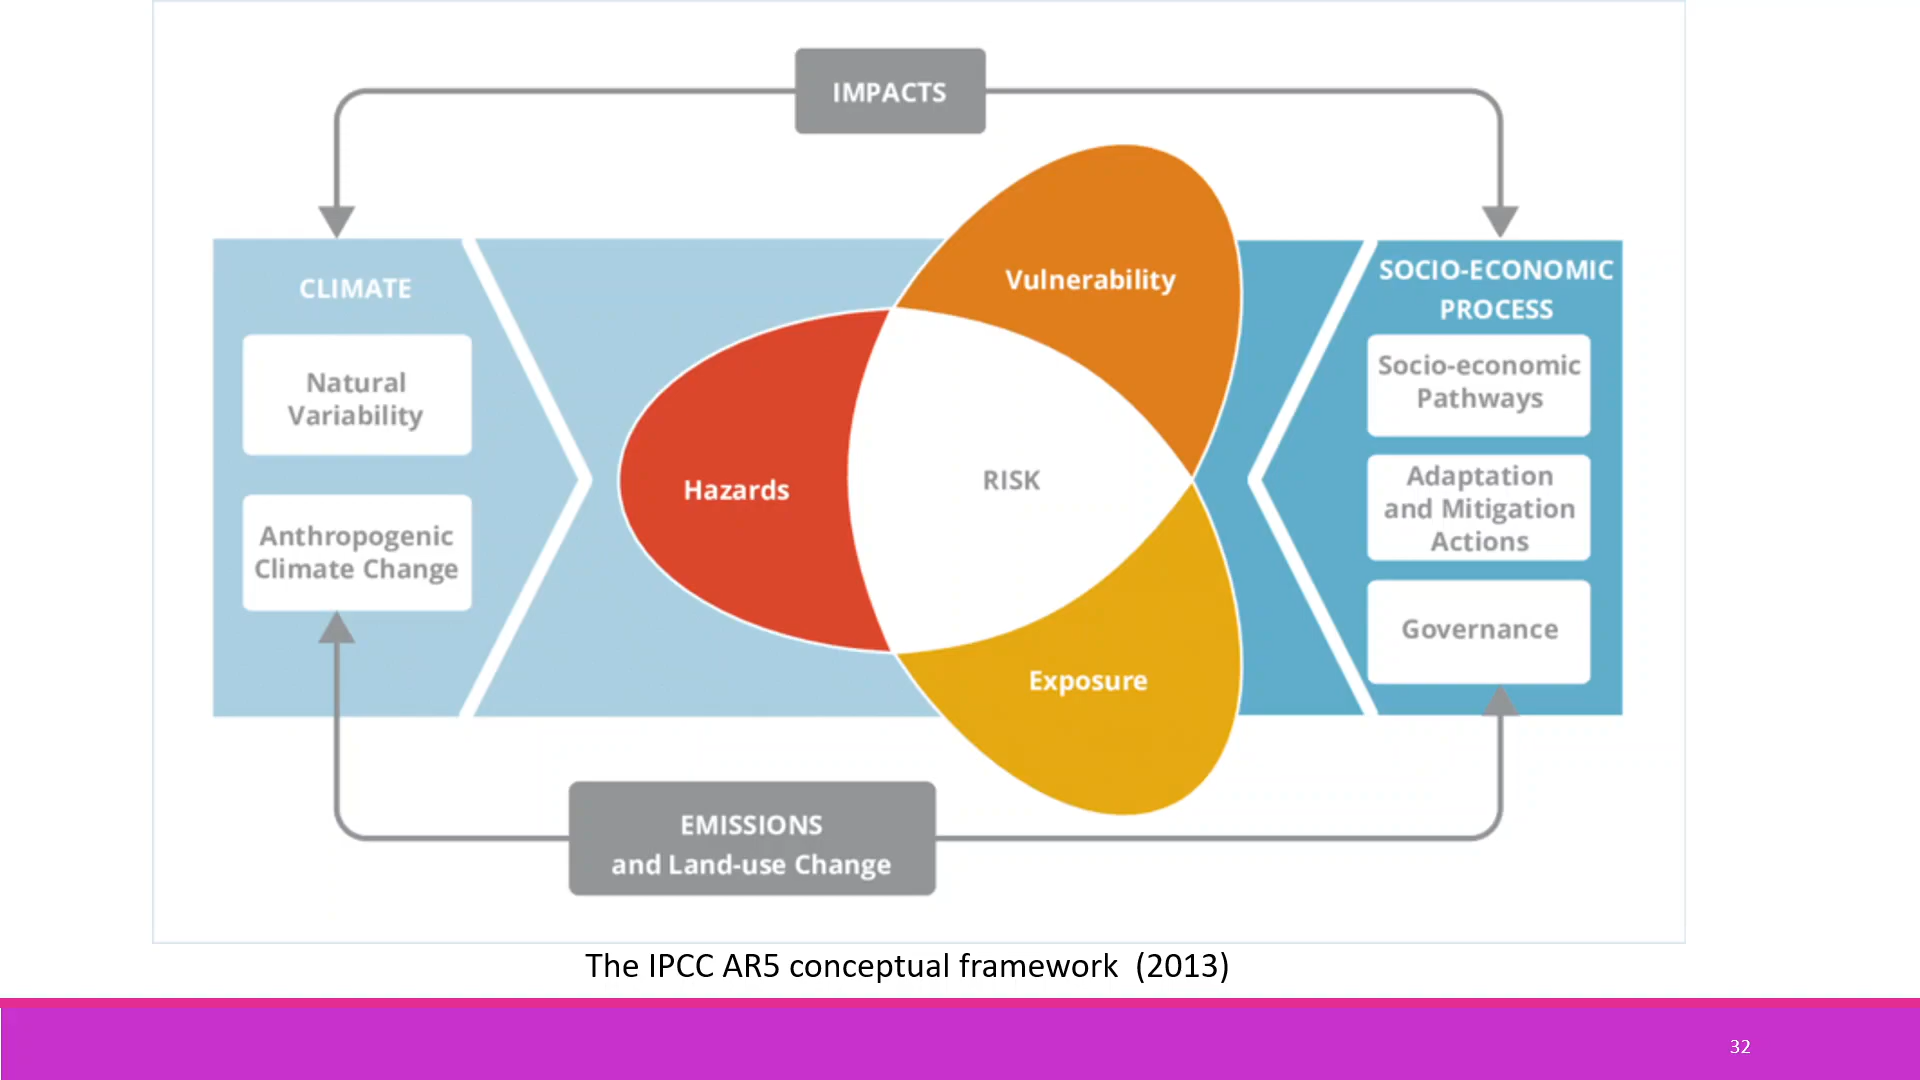 IMPACTS
CLIMATE
Natural
Variability
Anthropogenic
Climate Change
Vulnerability
Hazards
RISK
Exposure
SOCIO-ECONOMIC
PROCESS
Socio-economic
Pathways
Adaptation
and Mitigation
Actions
Governance
EMISSIONS
and Land-use Change
The IPCC AR5 conceptual framework (2013)
32